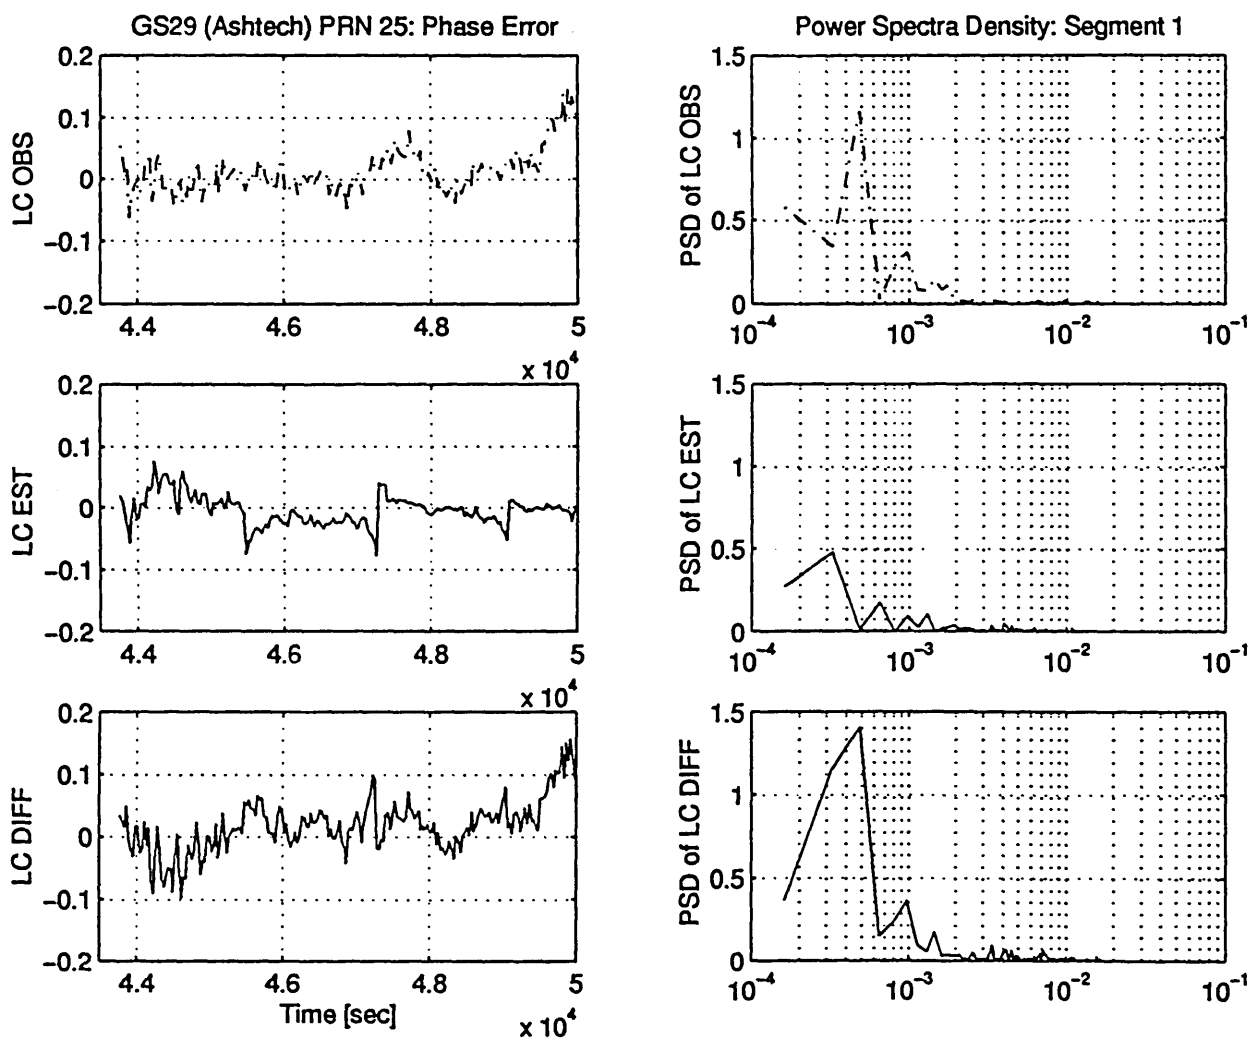 GS29 (Ashtech) PRN 25: Phase Error
LC OBS
0.2
0.1
0
−0.1
−0.2
4.4 4.6 4.8 5
x 10^4
Power Spectra Density: Segment 1
PSD of LC OBS
1.5
1
0.5
0
10^−4 10^−3 10^−2 10^−1
LC EST
0.2
0.1
0
−0.1
−0.2
4.4 4.6 4.8 5
x 10^4
PSD of LC EST
1.5
1
0.5
0
10^−4 10^−3 10^−2 10^−1
LC DIFF
0.2
0.1
0
−0.1
−0.2
4.4 4.6 4.8 5
Time [sec]
x 10^4
PSD of LC DIFF
1.5
1
0.5
0
10^−4 10^−3 10^−2 10^−1